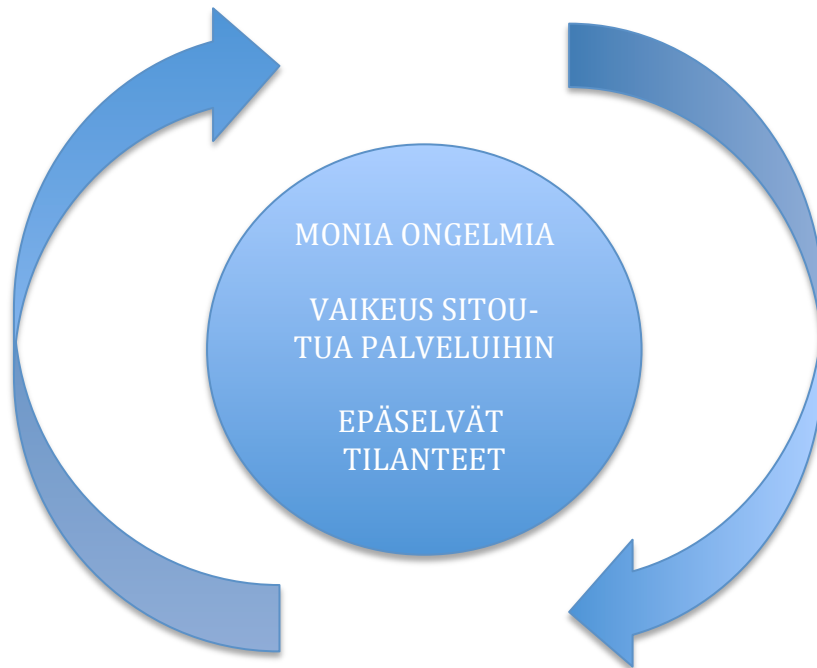 MONIA ONGELMIA
VAIKEUS SITOU-
TUA PALVELUIHIN
EPÄSELVÄT
TILANTEET